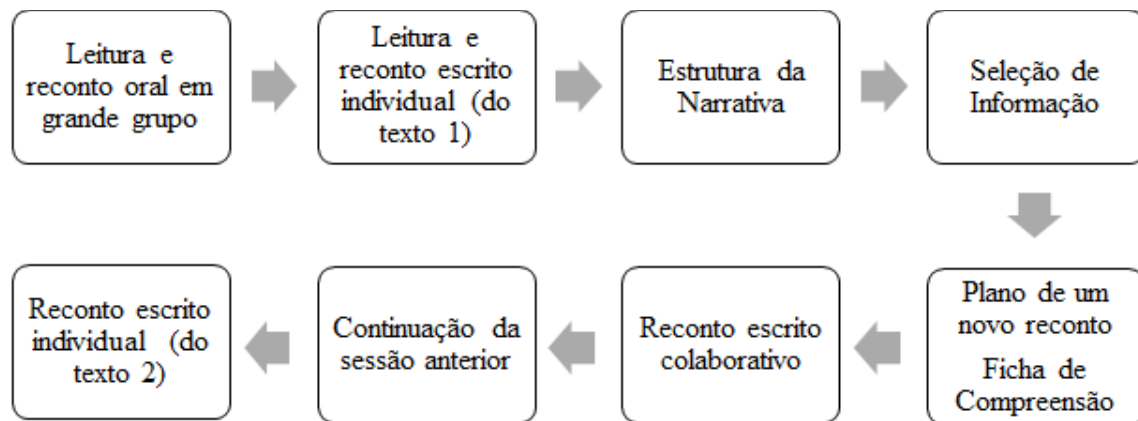 Leitura e
reconto oral em
grande grupo
Leitura e
reconto escrito
individual (do
texto 1)
Estrutura da
Narrativa
Seleção de
Informação
Plano de um
novo reconto
Ficha de
Compreensão
Reconto escrito
colaborativo
Continuação da
sessão anterior
Reconto escrito
individual (do
texto 2)